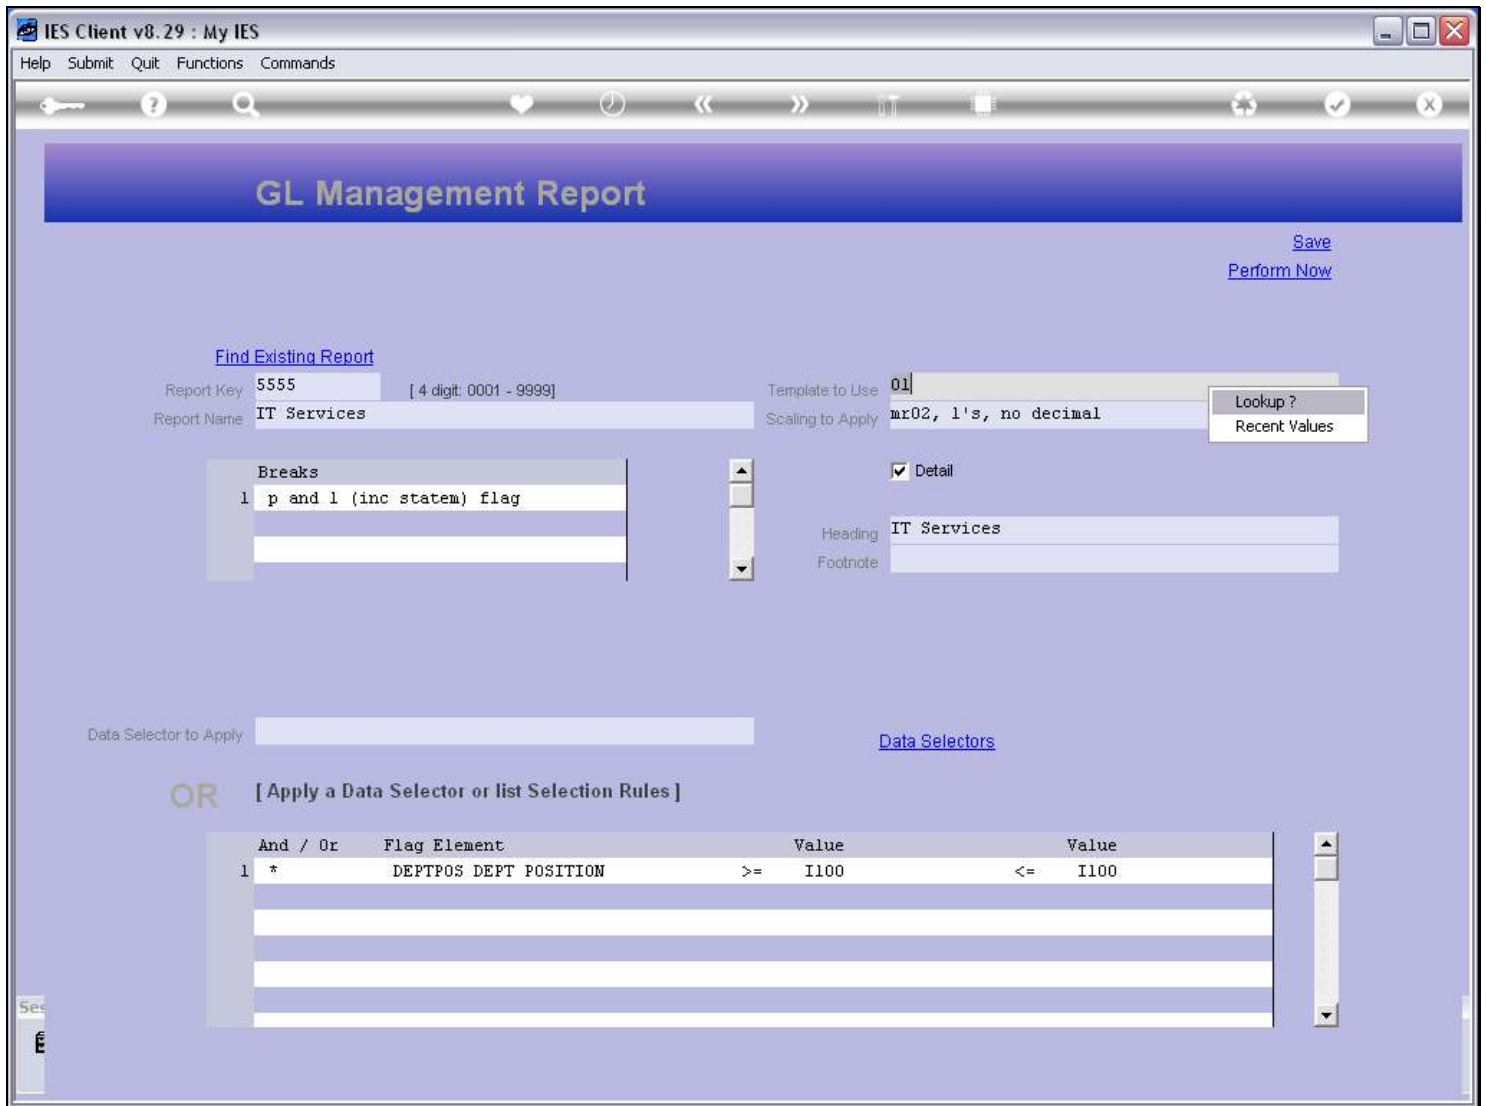 IES Client v8.29 : My IES
Help Submit Quit Functions Commands
GL Management Report
Save
Perform Now
Find Existing Report
Report Key 5555 [ 4 digit: 0001 - 9999]
Template to Use 01
Report Name IT Services
Scaling to Apply mr02, 1's, no decimal
Lookup ?
Recent Values
Breaks
1 p and l (inc statem) flag
Detail
Heading IT Services
Footnote
Data Selector to Apply
Data Selectors
OR [ Apply a Data Selector or list Selection Rules ]
And / Or Flag Element Value Value
1 * DEPTPOS DEPT POSITION >= I100 <= I100
Ses